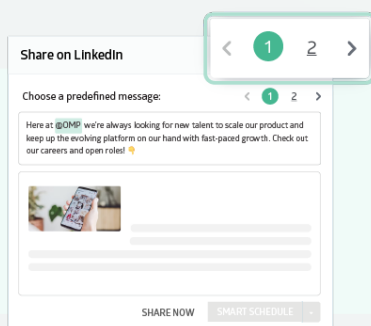 1 2
Share on LinkedIn
Choose a predefined message: 1 2
Here at @OMP we're always looking for new talent to scale our product and
keep up the evolving platform on our hand with fast-paced growth. Check out
our careers and open roles! 👇
SHARE NOW SMART SCHEDULE